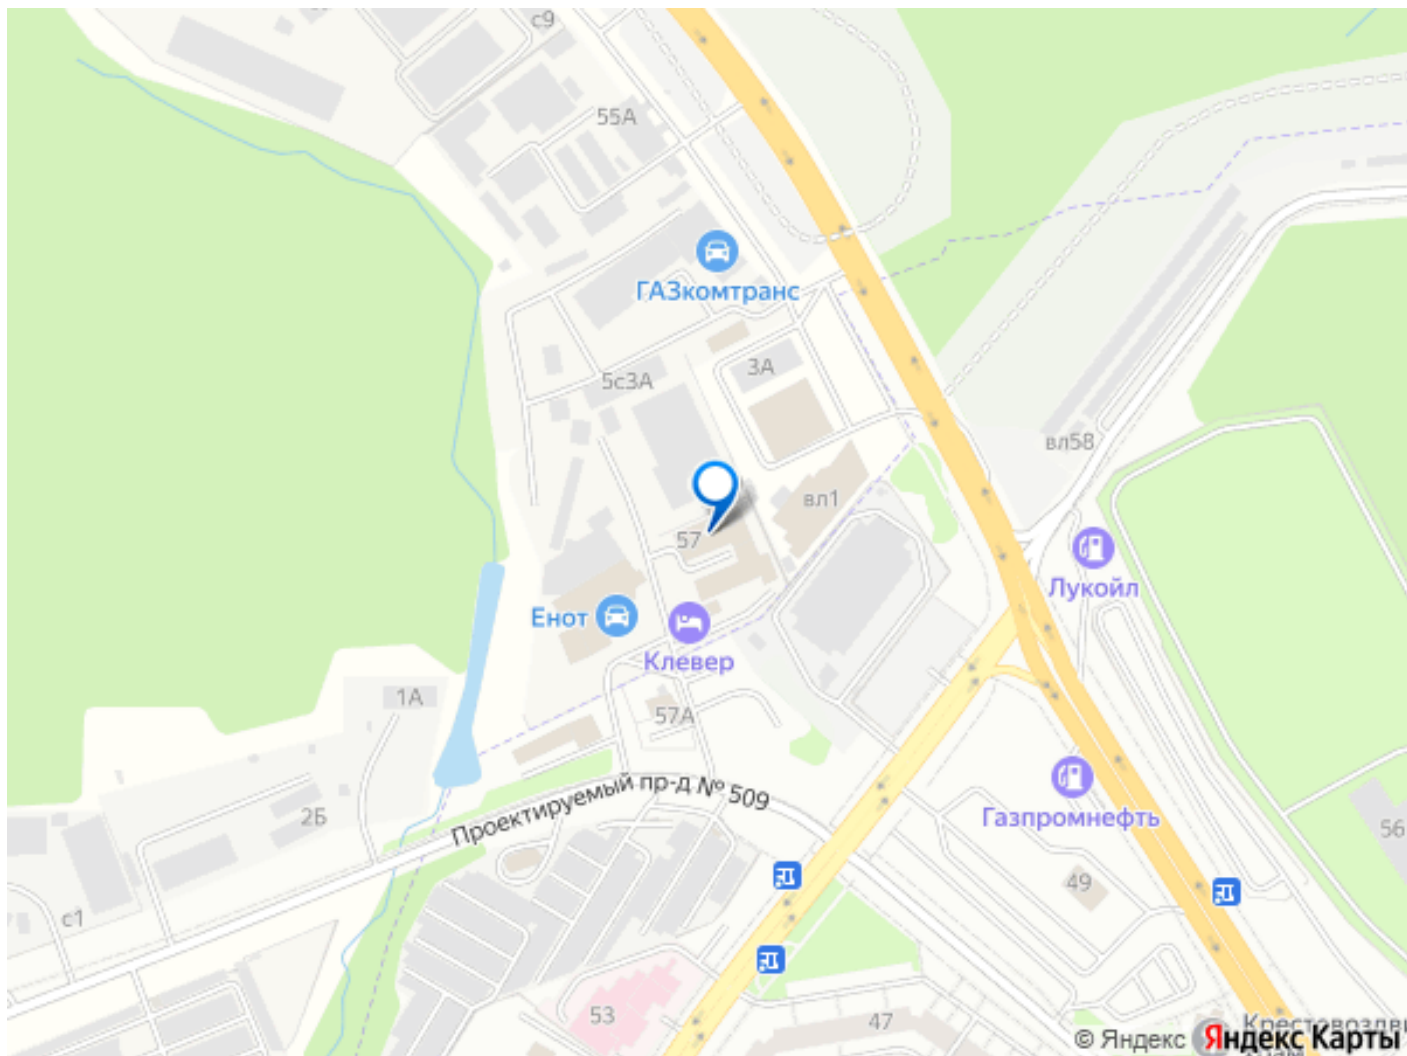 с9
55А
ГАЗкомтранс
3А
5с3А
вл58
вл1
57
Лукойл
Енот
Клевер
1А
57А
Проектируемый пр-д № 509
Газпромнефть
2Б
56
49
с1
53
47
© Яндекс
Яндекс Карты